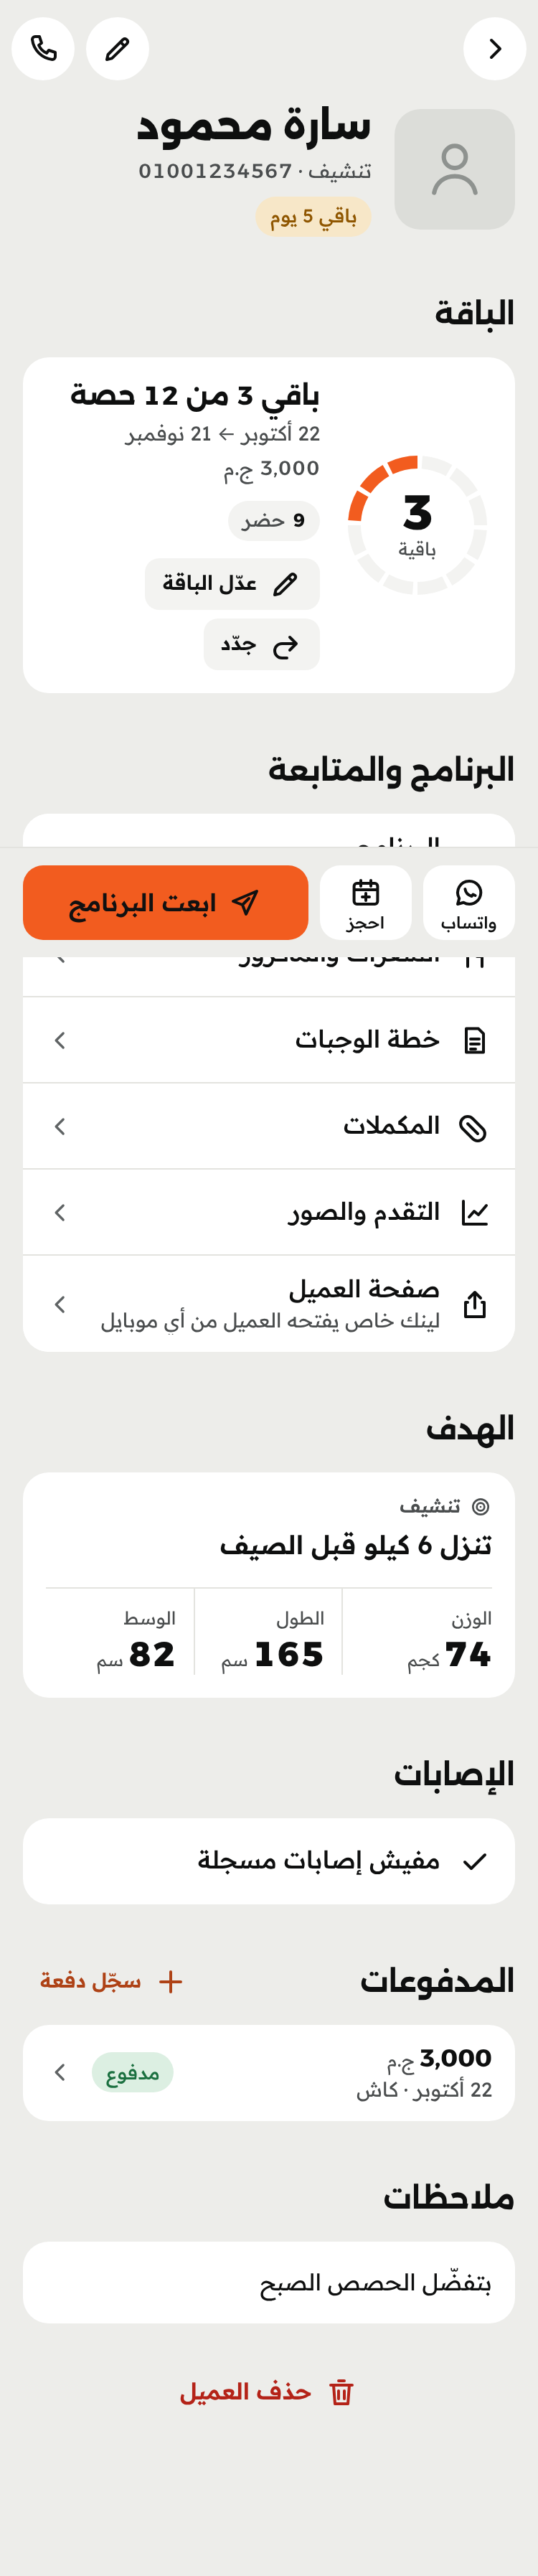 سارة محمود
تنشيف · 01001234567
باقي 5 يوم
الباقة
باقي 3 من 12 حصة
22 أكتوبر ← 21 نوفمبر
3,000 ج.م
3
باقية
9 حضر
عدّل الباقة
جدّد
البرنامج والمتابعة
واتساب
احجز
ابعت البرنامج
خطة الوجبات
المكملات
التقدم والصور
صفحة العميل
لينك خاص يفتحه العميل من أي موبايل
الهدف
تنشيف
تنزل 6 كيلو قبل الصيف
الوزن
74 كجم
الطول
165 سم
الوسط
82 سم
الإصابات
مفيش إصابات مسجلة
المدفوعات
سجّل دفعة
3,000 ج.م
22 أكتوبر · كاش
مدفوع
ملاحظات
بتفضّل الحصص الصبح
حذف العميل